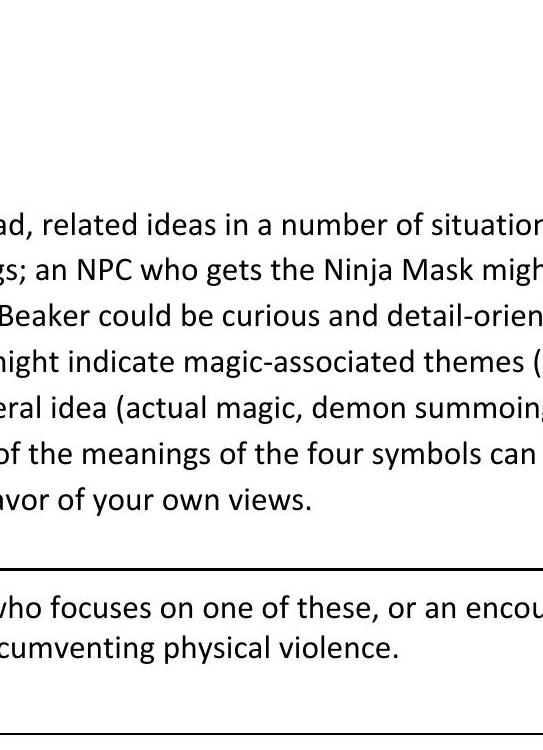 ad, related ideas in a number of situation
gs; an NPC who gets the Ninja Mask migh
Beaker could be curious and detail-orien
might indicate magic-associated themes (
eral idea (actual magic, demon summoing
of the meanings of the four symbols can
avor of your own views.
who focuses on one of these, or an encou
cumventing physical violence.